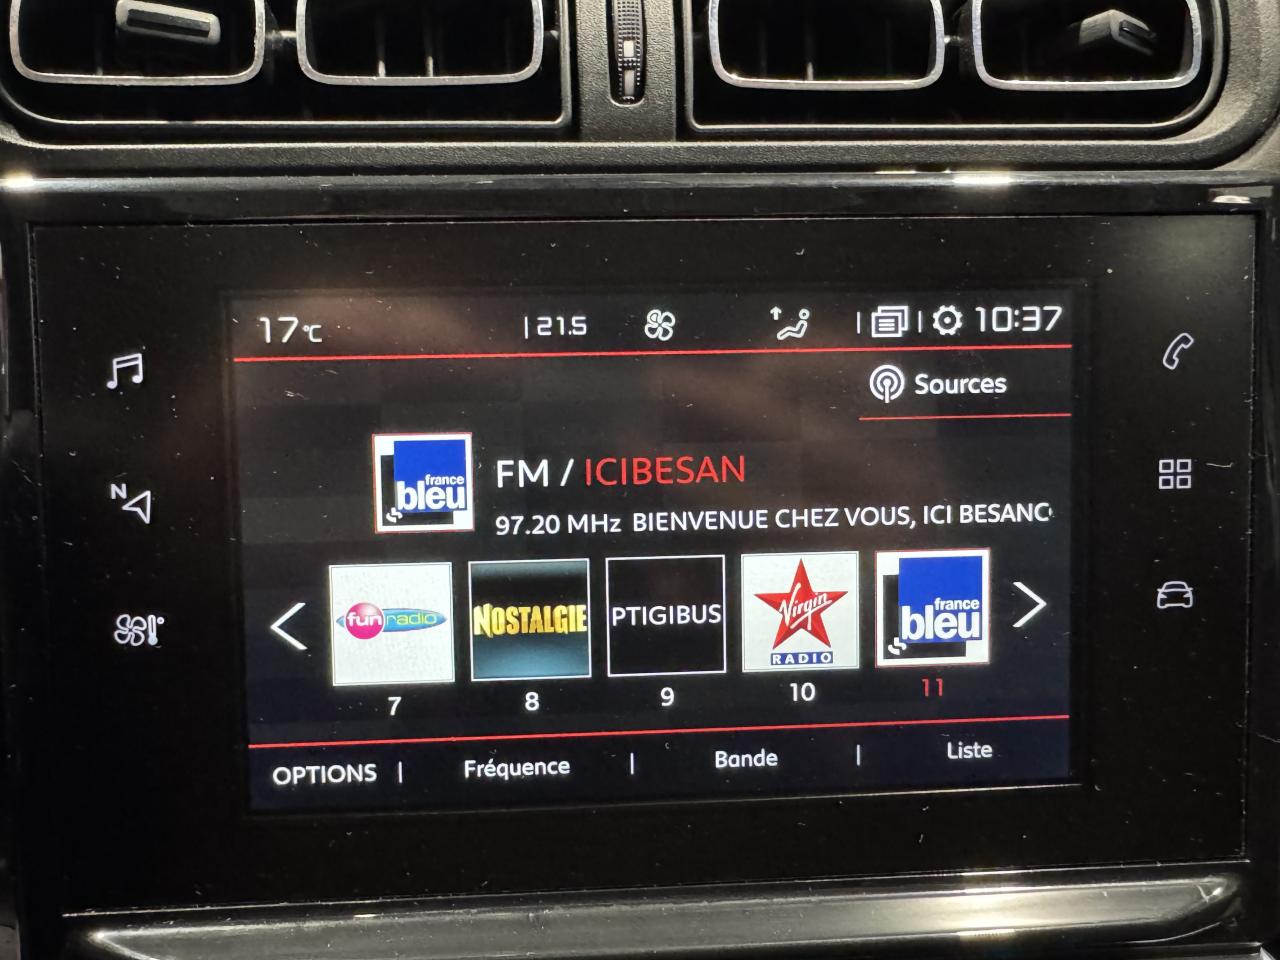 17°C | 21.5 | | 10:37
Sources
france
bleu
FM / ICIBESAN
97.20 MHz BIENVENUE CHEZ VOUS, ICI BESANC
fun radio
NOSTALGIE
PTIGIBUS
Virgin
RADIO
france
bleu
7 8 9 10 11
OPTIONS | Fréquence | Bande | Liste
N